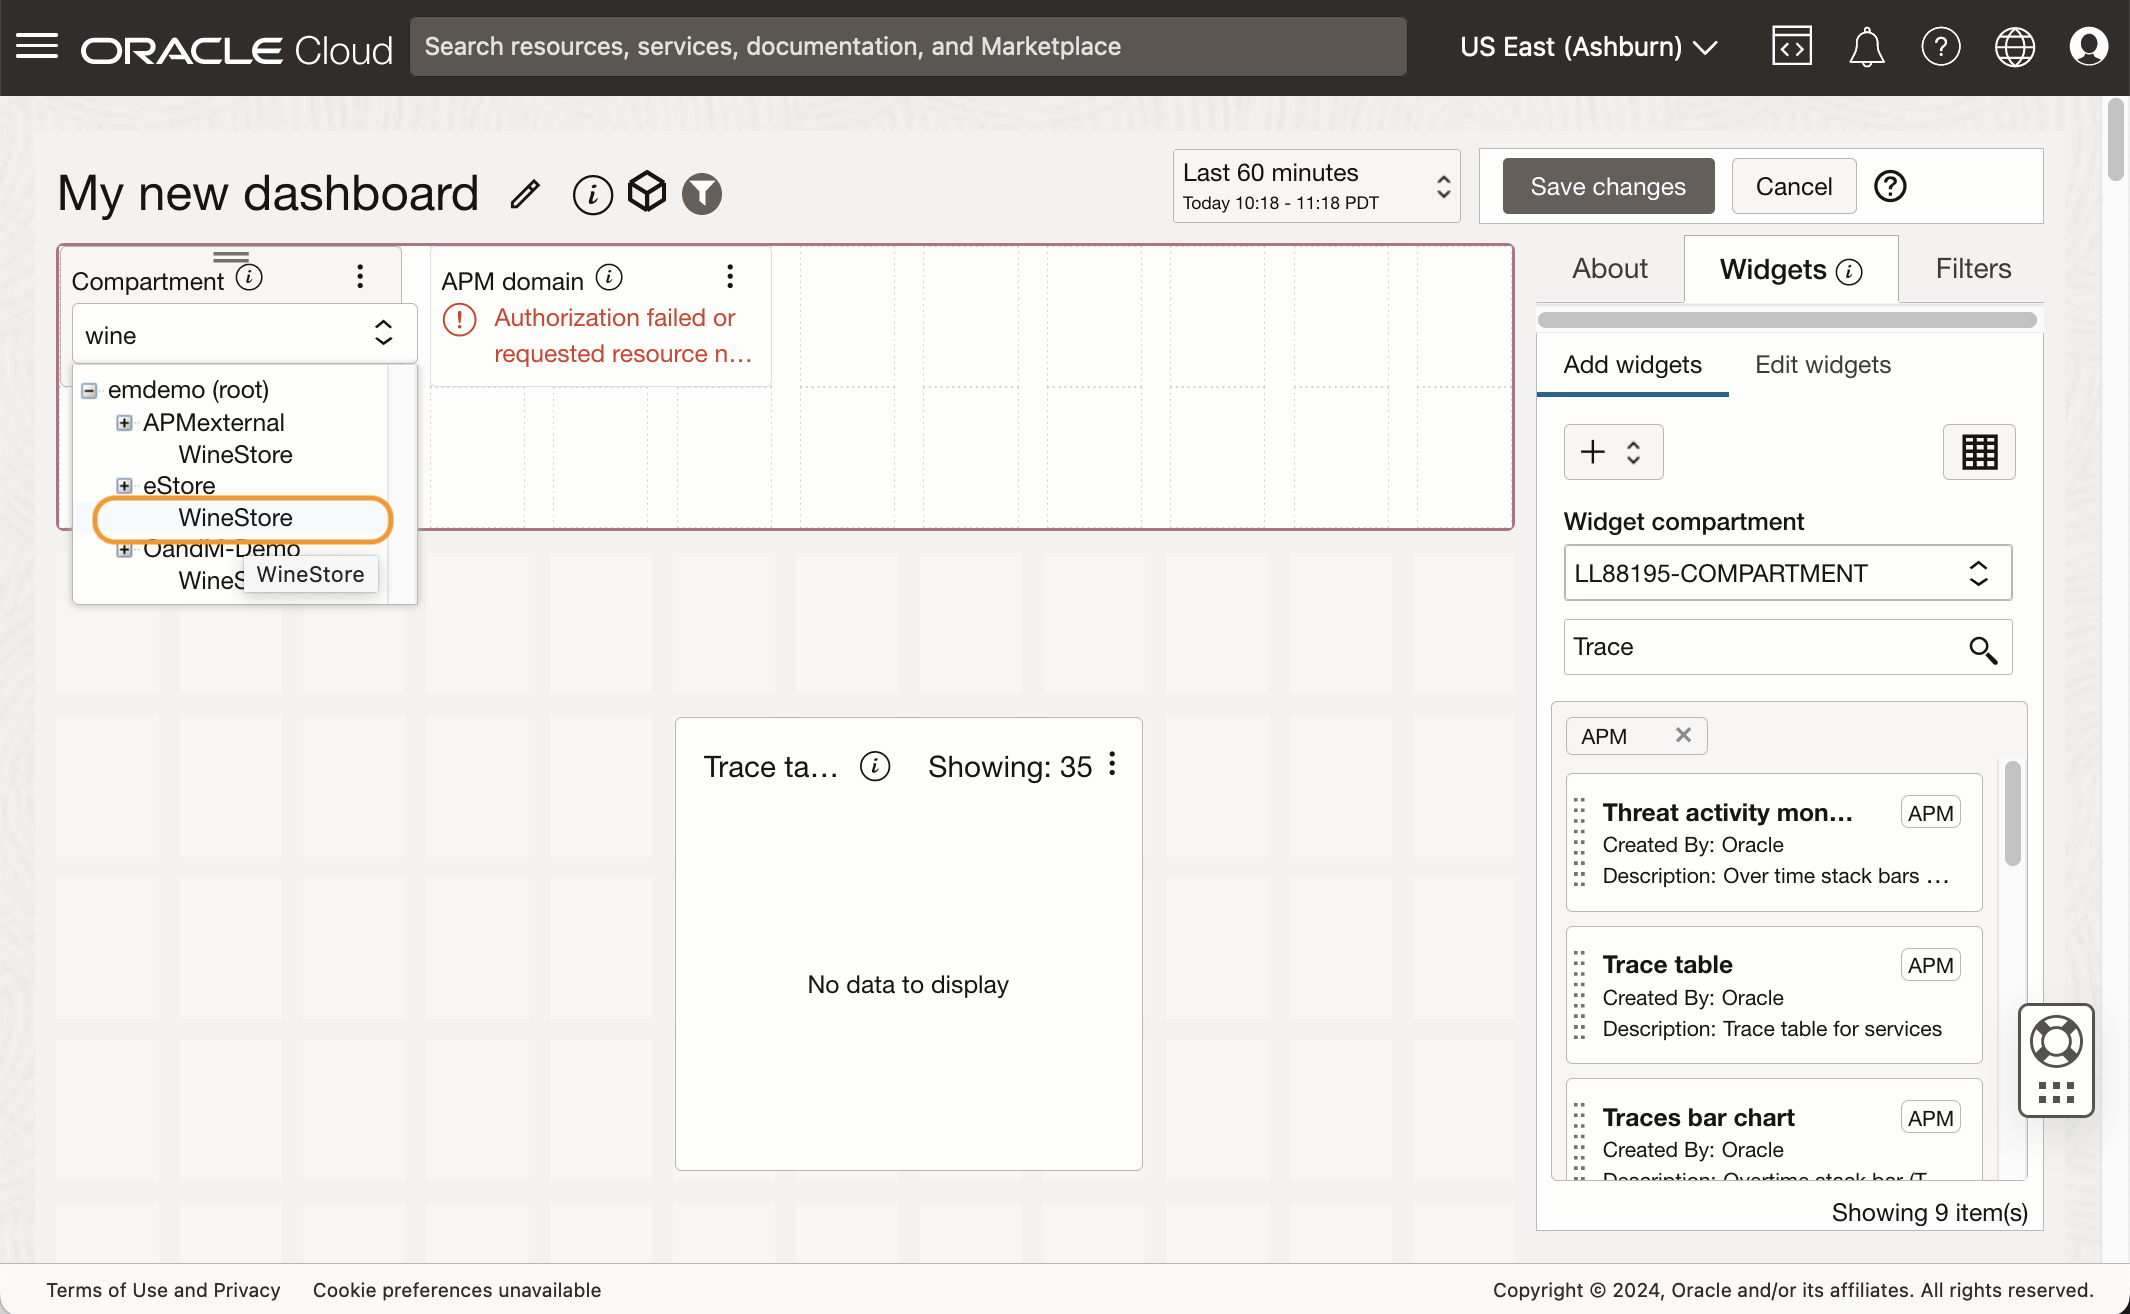 ORACLE Cloud
Search resources, services, documentation, and Marketplace
US East (Ashburn)
My new dashboard
Last 60 minutes
Today 10:18 - 11:18 PDT
Save changes
Cancel
Compartment
wine
emdemo (root)
APMexternal
WineStore
eStore
WineStore
OandM-Demo
WineS
WineStore
APM domain
Authorization failed or
requested resource n...
Trace ta...
Showing: 35
No data to display
About
Widgets
Filters
Add widgets
Edit widgets
Widget compartment
LL88195-COMPARTMENT
Trace
APM
Threat activity mon...
APM
Created By: Oracle
Description: Over time stack bars ...
Trace table
APM
Created By: Oracle
Description: Trace table for services
Traces bar chart
APM
Created By: Oracle
Description: Overtime stack bar (T
Showing 9 item(s)
Terms of Use and Privacy
Cookie preferences unavailable
Copyright © 2024, Oracle and/or its affiliates. All rights reserved.